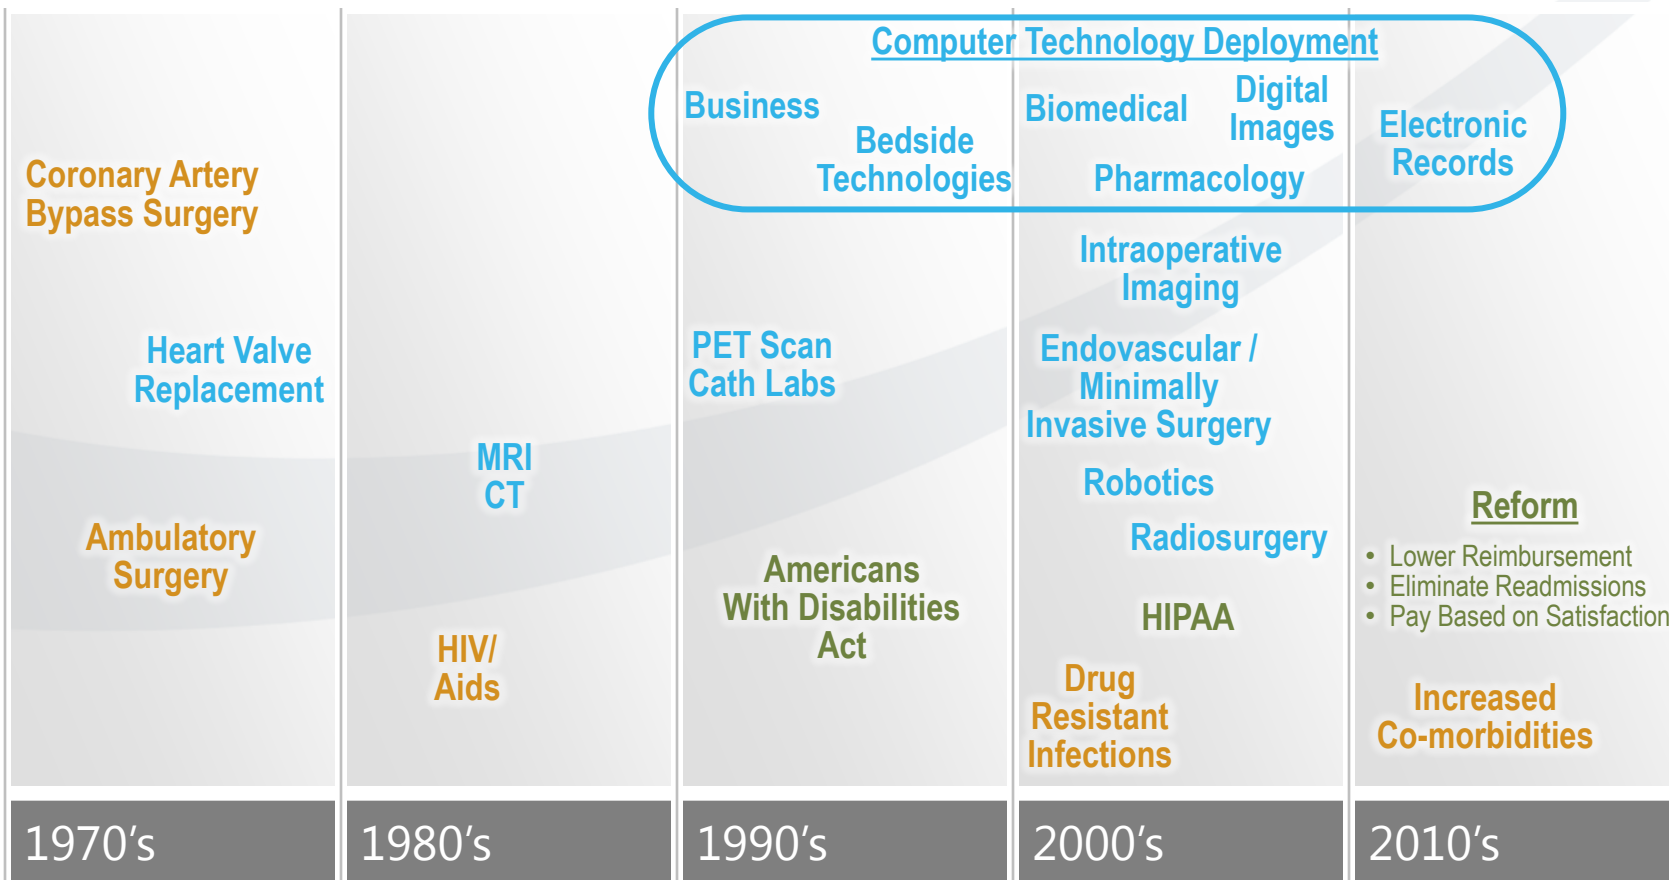 Computer Technology Deployment
Business
Bedside
Technologies
Biomedical
Digital
Images
Pharmacology
Electronic
Records
Coronary Artery
Bypass Surgery
Heart Valve
Replacement
Ambulatory
Surgery
MRI
CT
HIV/
Aids
PET Scan
Cath Labs
Americans
With Disabilities
Act
Intraoperative
Imaging
Endovascular /
Minimally
Invasive Surgery
Robotics
Radiosurgery
HIPAA
Drug
Resistant
Infections
Reform
• Lower Reimbursement
• Eliminate Readmissions
• Pay Based on Satisfaction
Increased
Co-morbidities
1970's
1980's
1990's
2000's
2010's